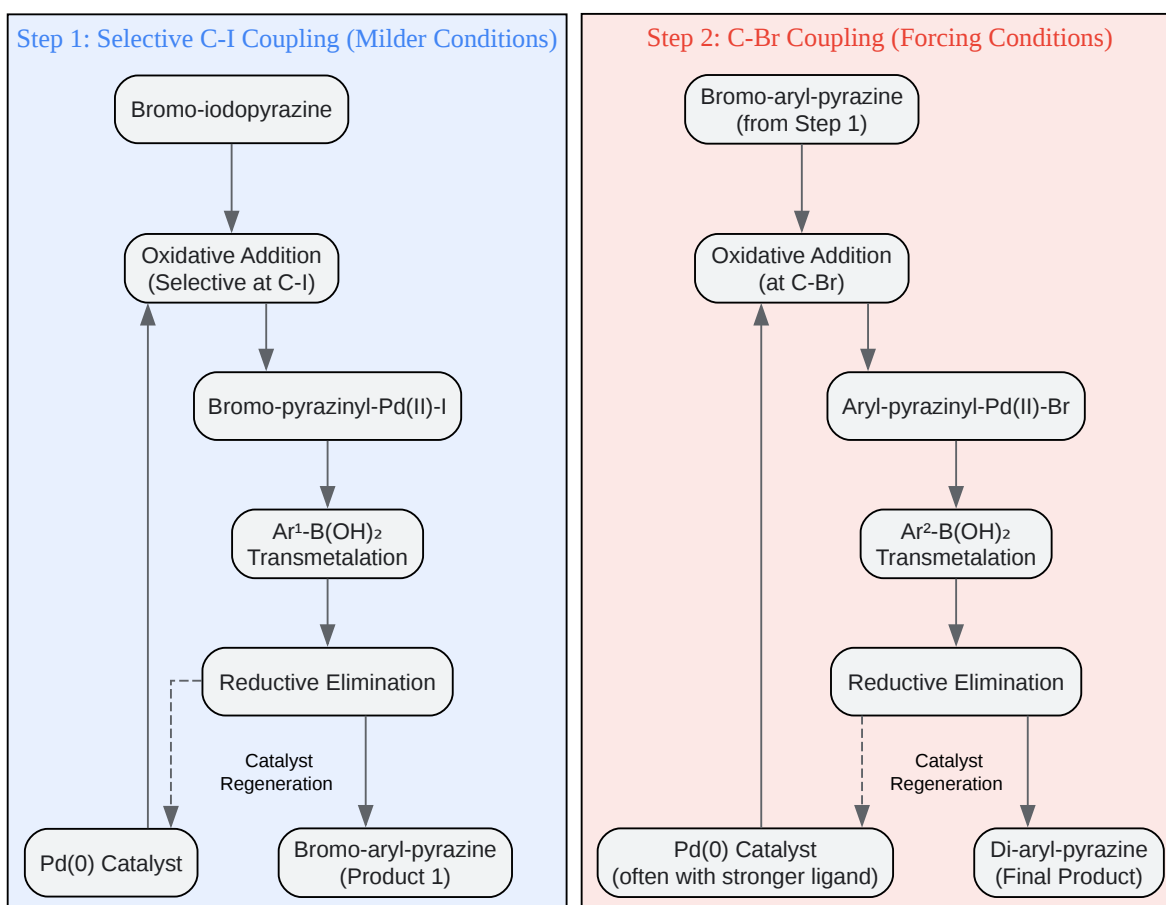 Step 1: Selective C-I Coupling (Milder Conditions)
Bromo-iodopyrazine
Oxidative Addition
(Selective at C-I)
Bromo-pyrazinyl-Pd(II)-I
Ar¹-B(OH)₂
Transmetalation
Reductive Elimination
Catalyst
Regeneration
Pd(0) Catalyst
Bromo-aryl-pyrazine
(Product 1)
Step 2: C-Br Coupling (Forcing Conditions)
Bromo-aryl-pyrazine
(from Step 1)
Oxidative Addition
(at C-Br)
Aryl-pyrazinyl-Pd(II)-Br
Ar²-B(OH)₂
Transmetalation
Reductive Elimination
Catalyst
Regeneration
Pd(0) Catalyst
(often with stronger ligand)
Di-aryl-pyrazine
(Final Product)